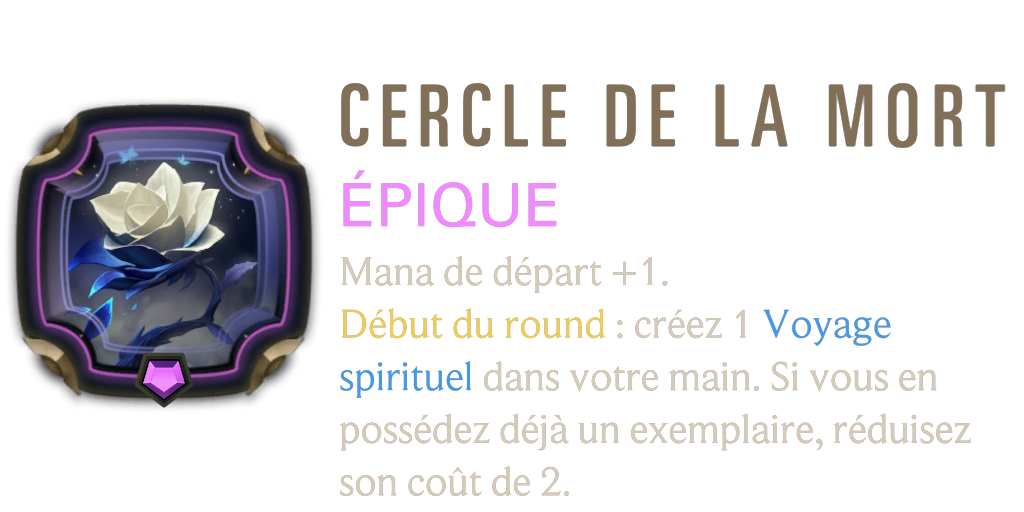 CERCLE DE LA MORT
ÉPIQUE
Mana de départ +1.
Début du round : créez 1 Voyage
spirituel dans votre main. Si vous en
possédez déjà un exemplaire, réduisez
son coût de 2.